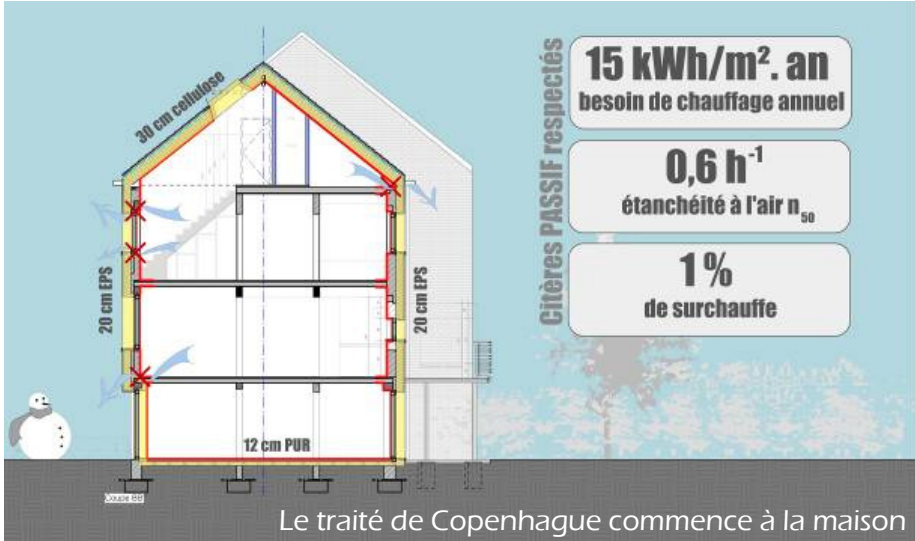 30 cm cellulose
20 cm EPS
20 cm EPS
12 cm PUR
Coupe BB
Citères PASSIF respectés
15 kWh/m². an
besoin de chauffage annuel
0,6 h⁻¹
étanchéité à l'air n₅₀
1 %
de surchauffe
Le traité de Copenhague commence à la maison